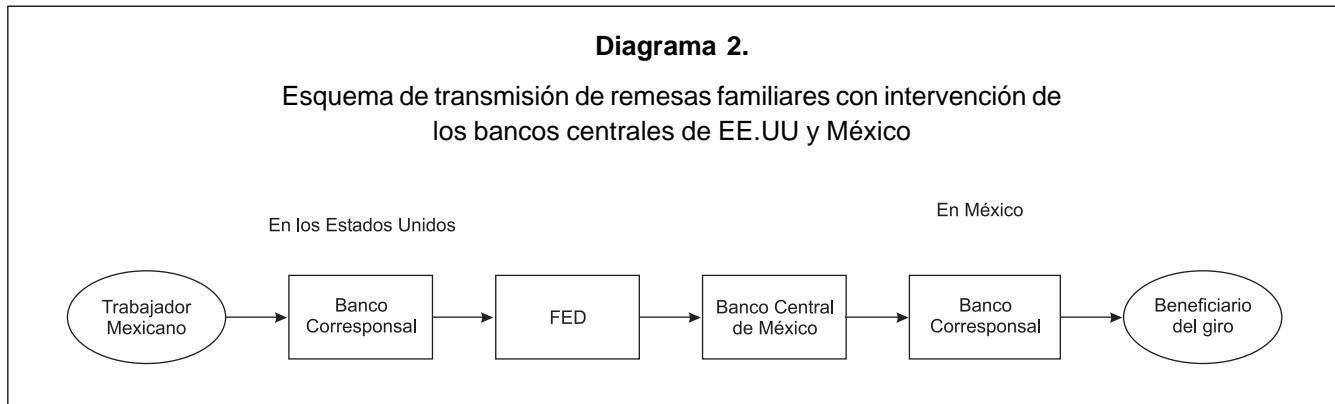 Diagrama 2.
Esquema de transmisión de remesas familiares con intervención de
los bancos centrales de EE.UU y México
En los Estados Unidos
En México
Trabajador
Mexicano
Banco
Corresponsal
FED
Banco Central
de México
Banco
Corresponsal
Beneficiario
del giro